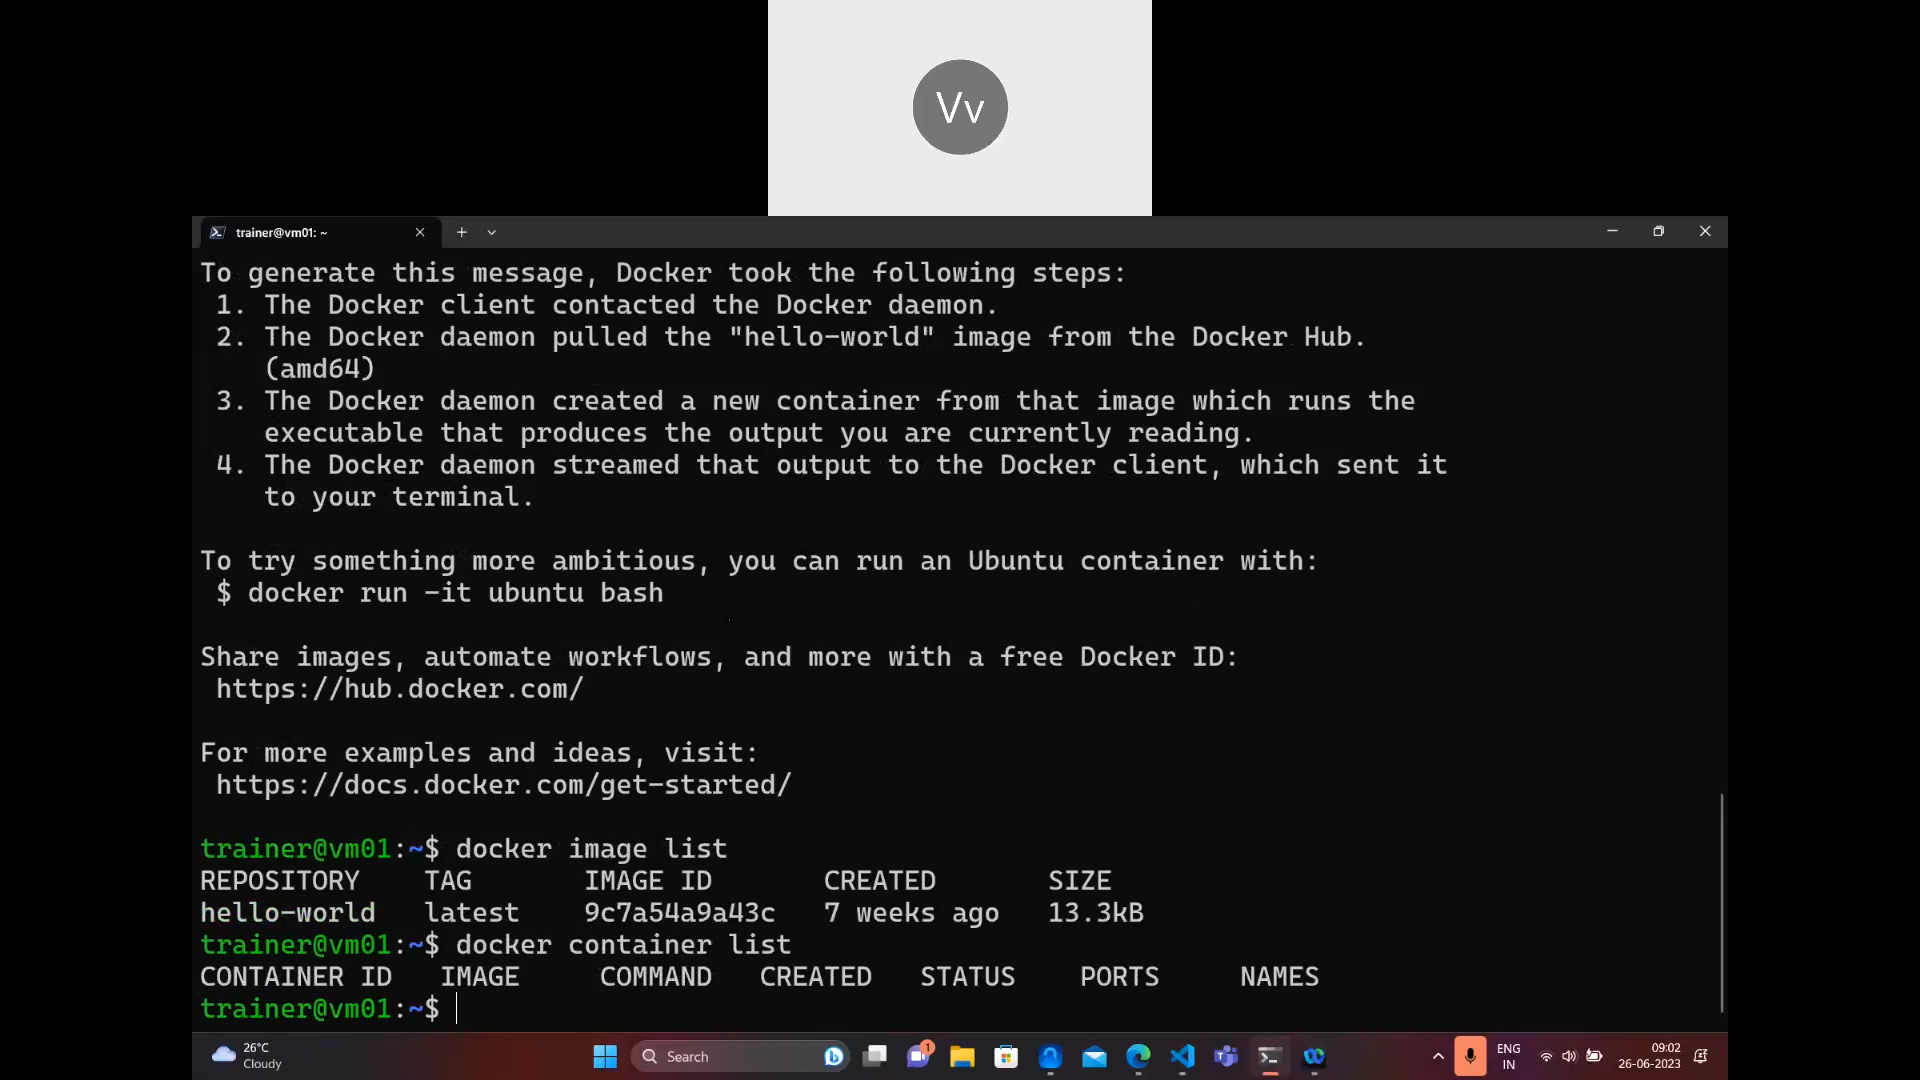 Vv
trainer@vm01: ~
To generate this message, Docker took the following steps:
1. The Docker client contacted the Docker daemon.
2. The Docker daemon pulled the "hello-world" image from the Docker Hub.
(amd64)
3. The Docker daemon created a new container from that image which runs the
executable that produces the output you are currently reading.
4. The Docker daemon streamed that output to the Docker client, which sent it
to your terminal.
To try something more ambitious, you can run an Ubuntu container with:
$ docker run -it ubuntu bash
Share images, automate workflows, and more with a free Docker ID:
https://hub.docker.com/
For more examples and ideas, visit:
https://docs.docker.com/get-started/
trainer@vm01:~$ docker image list
REPOSITORY TAG IMAGE ID CREATED SIZE
hello-world latest 9c7a54a9a43c 7 weeks ago 13.3kB
trainer@vm01:~$ docker container list
CONTAINER ID IMAGE COMMAND CREATED STATUS PORTS NAMES
trainer@vm01:~$
26°C
Cloudy
Search
1
ENG
IN
09:02
26-06-2023